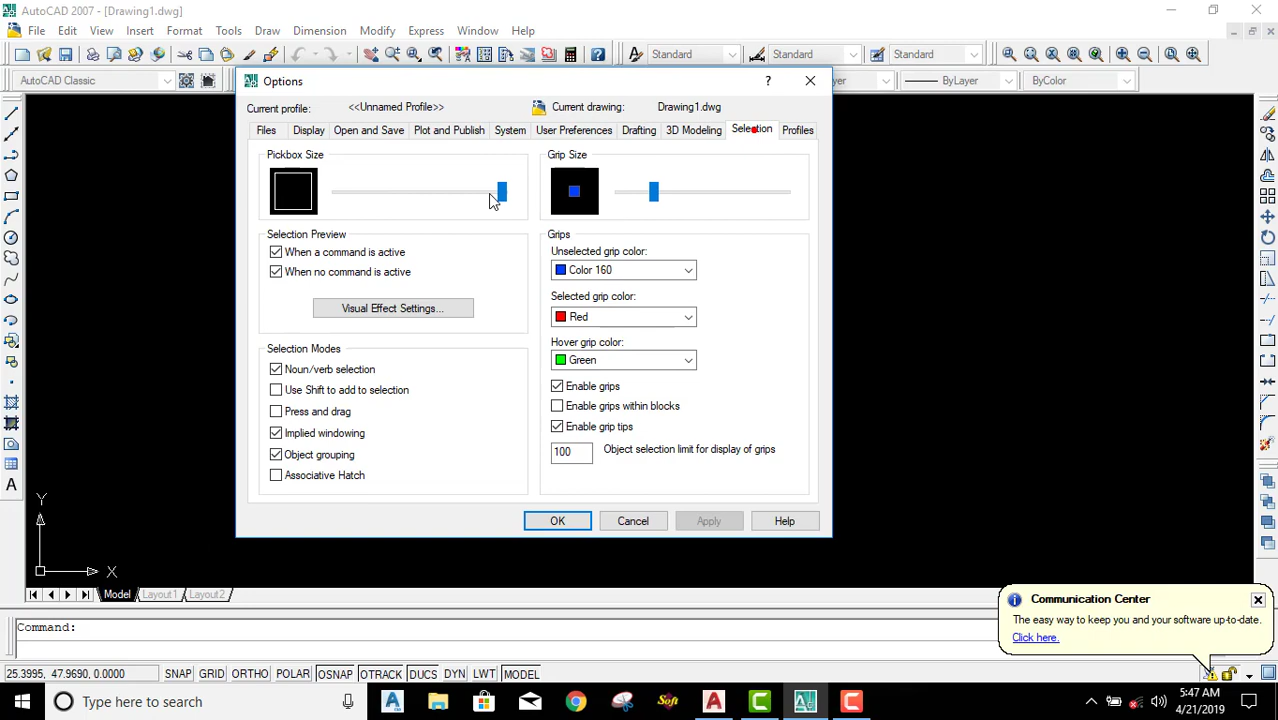 AutoCAD 2007 - [Drawing1.dwg]
File Edit View Insert Format Tools Draw Dimension Modify Express Window Help
Standard Standard Standard
AutoCAD Classic ByLayer ByColor
Options
Current profile: <<Unnamed Profile>> Current drawing: Drawing1.dwg
Files Display Open and Save Plot and Publish System User Preferences Drafting 3D Modeling Selection Profiles
Pickbox Size
Grip Size
Selection Preview
When a command is active
When no command is active
Visual Effect Settings...
Selection Modes
Noun/verb selection
Use Shift to add to selection
Press and drag
Implied windowing
Object grouping
Associative Hatch
Grips
Unselected grip color:
Color 160
Selected grip color:
Red
Hover grip color:
Green
Enable grips
Enable grips within blocks
Enable grip tips
100 Object selection limit for display of grips
OK Cancel Apply Help
Y
X
Model Layout1 Layout2
Communication Center
The easy way to keep you and your software up-to-date.
Click here.
Command:
25.3995, 47.9690, 0.0000 SNAP GRID ORTHO POLAR OSNAP OTRACK DUCS DYN LWT MODEL
Type here to search
Soft
5:47 AM
4/21/2019